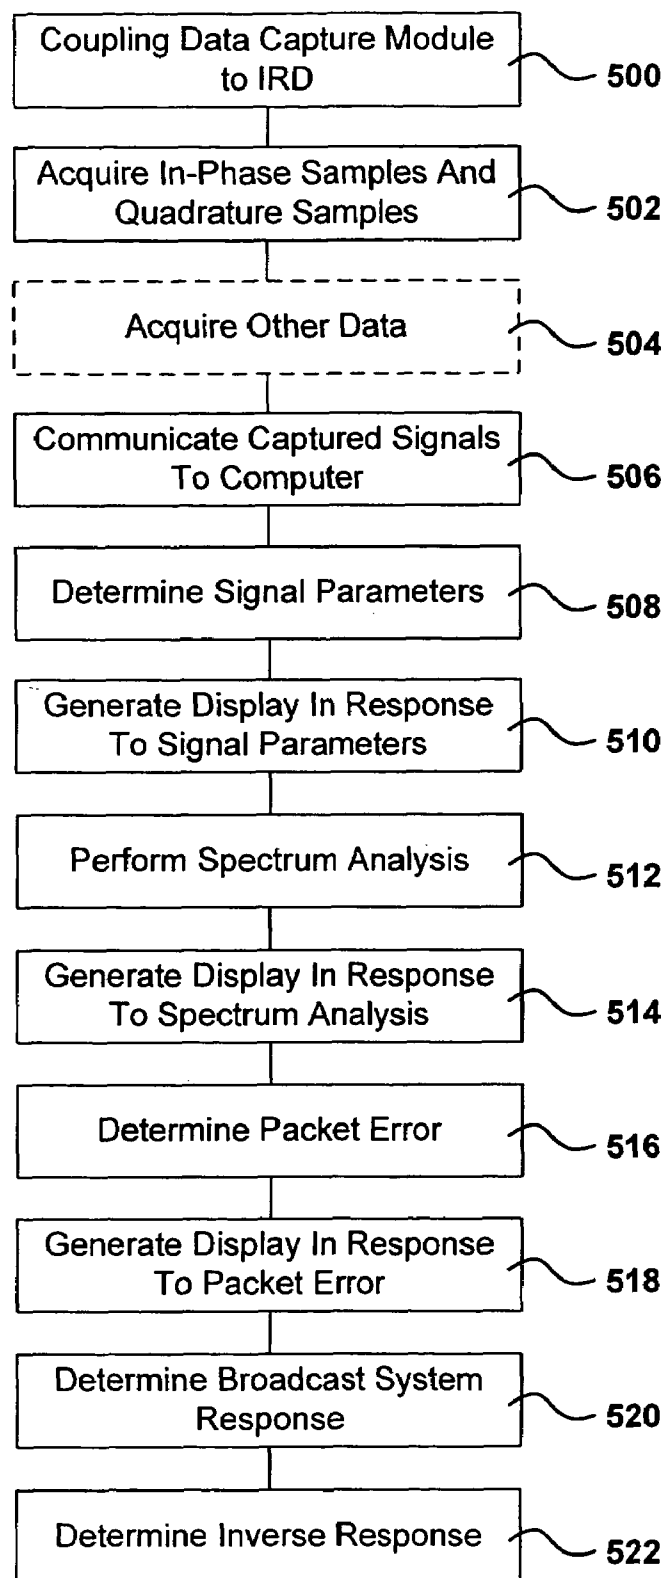 Coupling Data Capture Module
to IRD
500
Acquire In-Phase Samples And
Quadrature Samples
502
Acquire Other Data
504
Communicate Captured Signals
To Computer
506
Determine Signal Parameters
508
Generate Display In Response
To Signal Parameters
510
Perform Spectrum Analysis
512
Generate Display In Response
To Spectrum Analysis
514
Determine Packet Error
516
Generate Display In Response
To Packet Error
518
Determine Broadcast System
Response
520
Determine Inverse Response
522